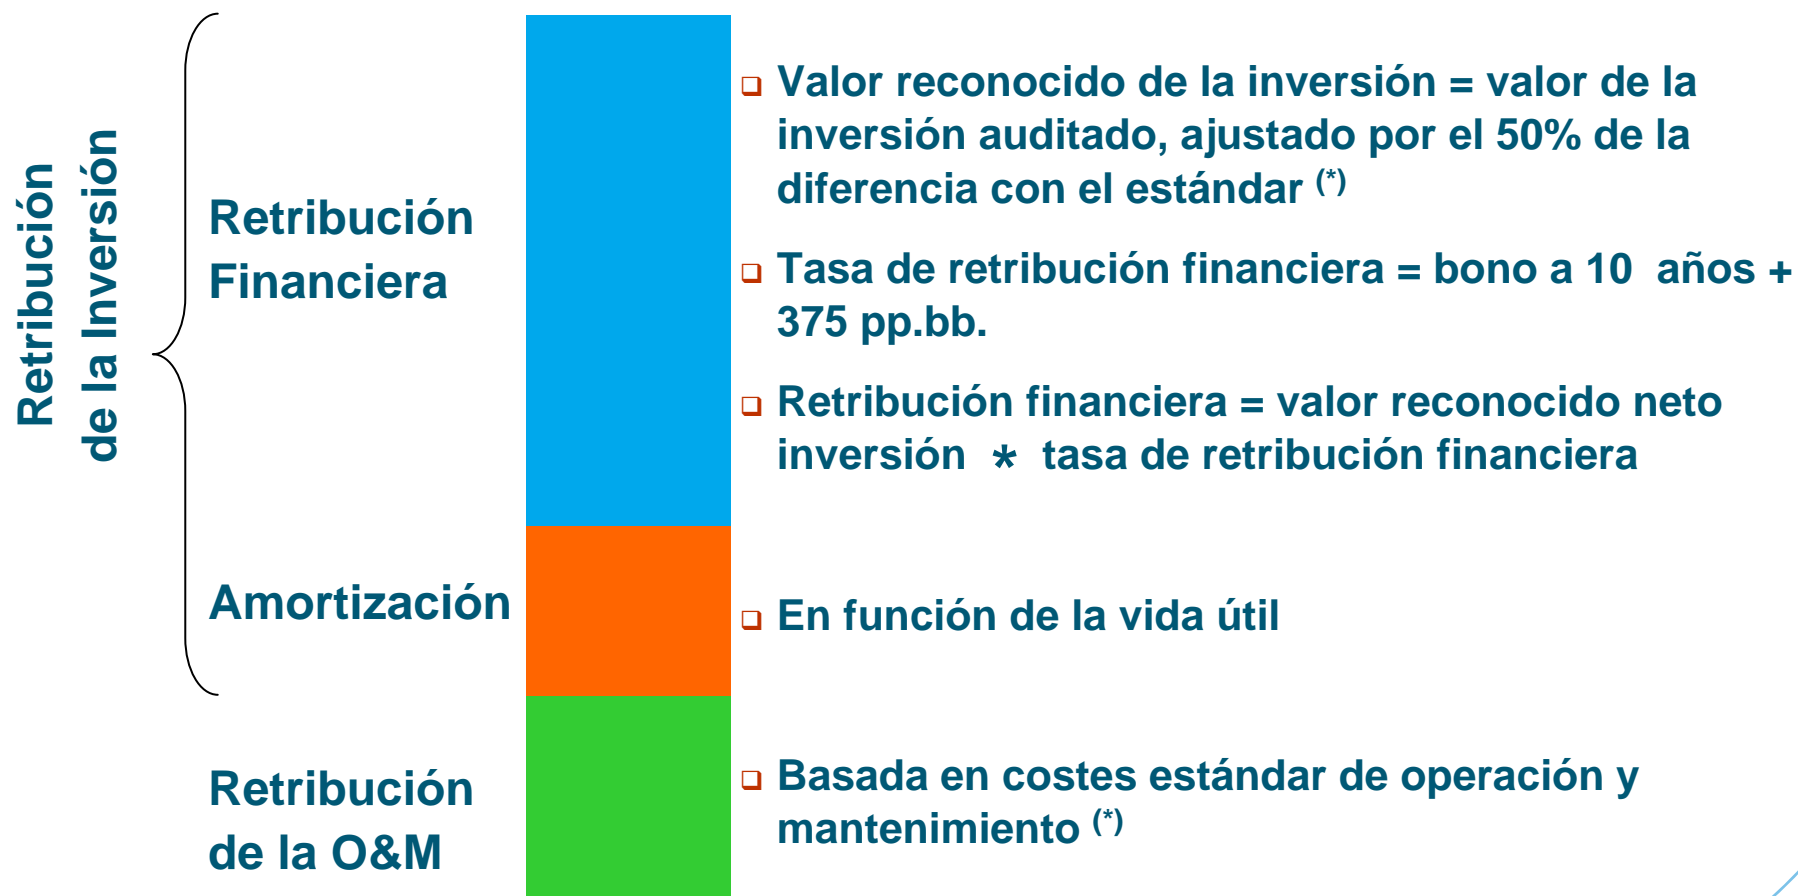 Retribución
de la Inversión
Retribución
Financiera
❑ Valor reconocido de la inversión = valor de la
inversión auditado, ajustado por el 50% de la
diferencia con el estándar (*)
❑ Tasa de retribución financiera = bono a 10 años +
375 pp.bb.
❑ Retribución financiera = valor reconocido neto
inversión * tasa de retribución financiera
Amortización
❑ En función de la vida útil
Retribución
de la O&M
❑ Basada en costes estándar de operación y
mantenimiento (*)